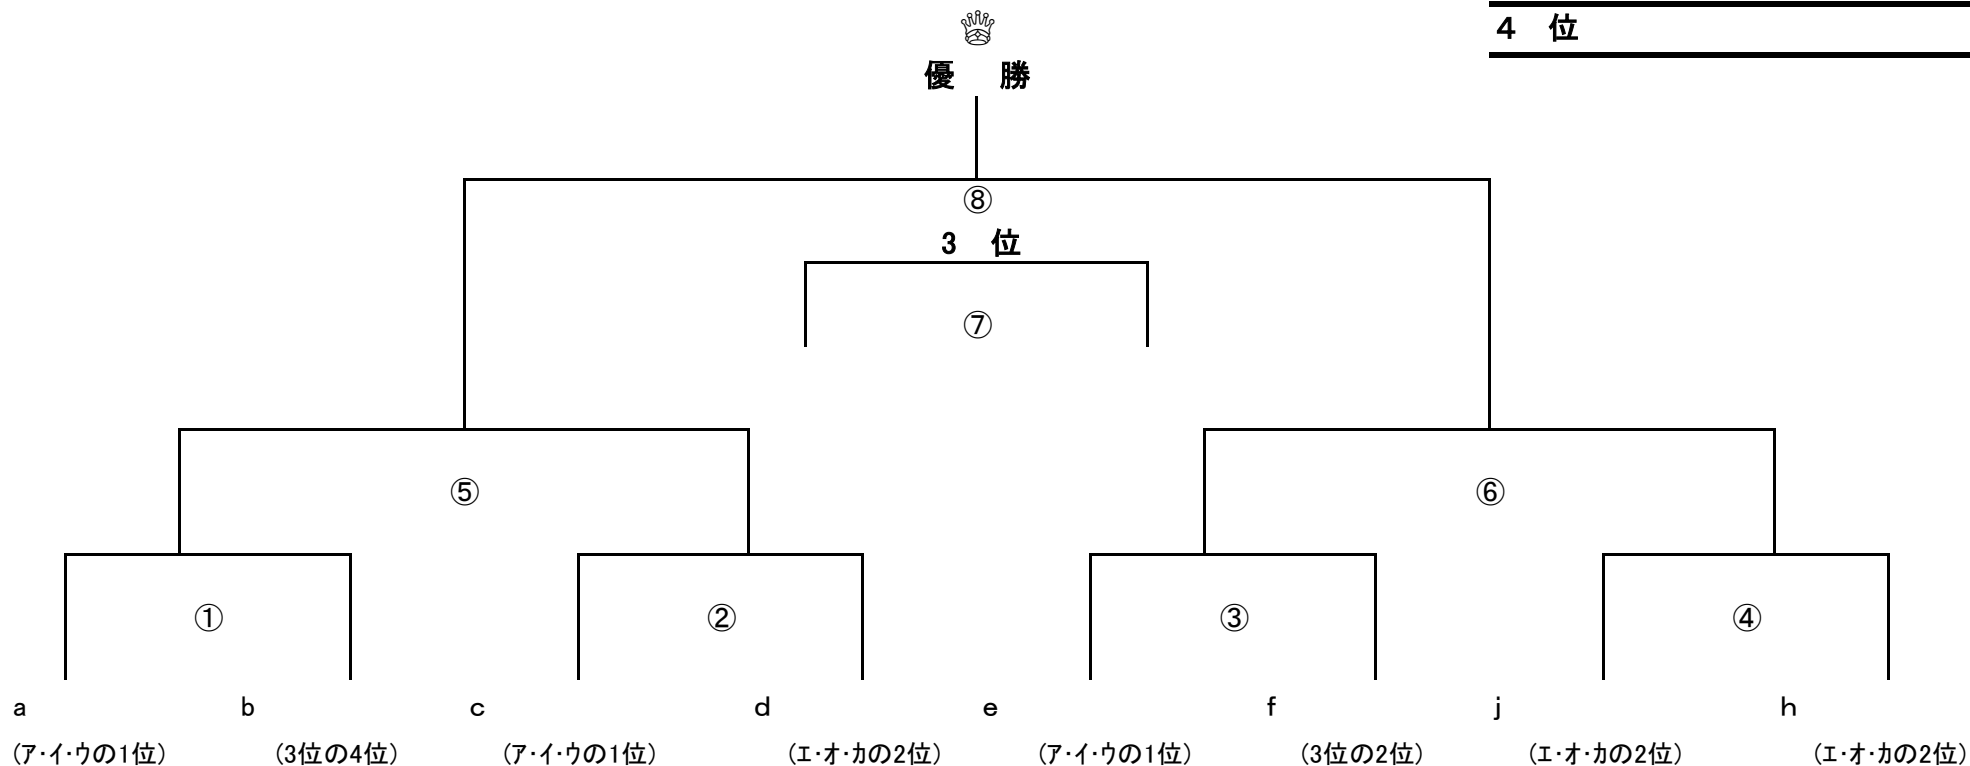 4　位
優　勝
⑧
3　位
⑦
⑤
⑥
①
②
③
④
a
b
c
d
e
f
j
h
(ｱ･ｲ･ｳの1位)
(3位の4位)
(ｱ･ｲ･ｳの1位)
(ｴ･ｵ･ｶの2位)
(ｱ･ｲ･ｳの1位)
(3位の2位)
(ｴ･ｵ･ｶの2位)
(ｴ･ｵ･ｶの2位)